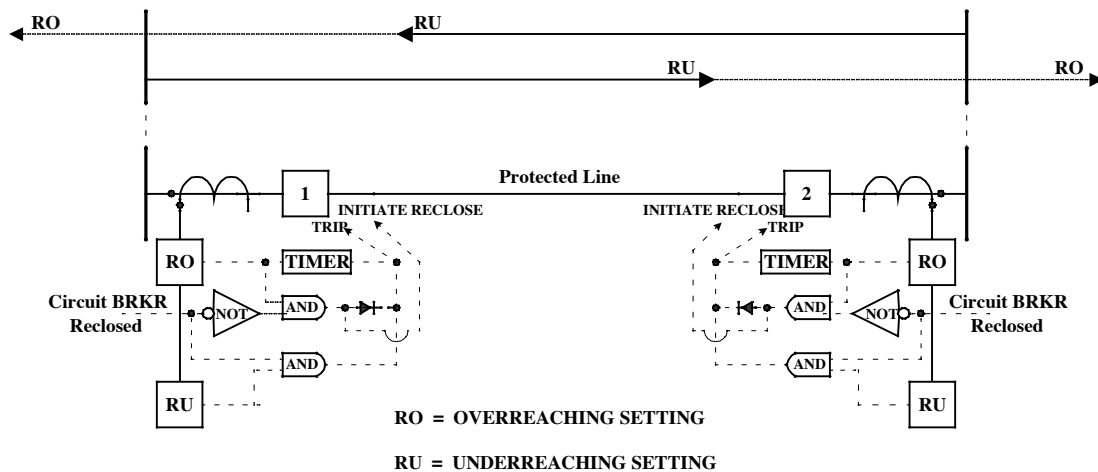 RO
RU
RU
RO
Protected Line
1
2
INITIATE RECLOSE
INITIATE RECLOSE
TRIP
TRIP
RO
TIMER
TIMER
RO
Circuit BRKR
Reclosed
NOT
AND
AND
NOT
Circuit BRKR
Reclosed
AND
AND
RU
RU
RO = OVERREACHING SETTING
RU = UNDERREACHING SETTING